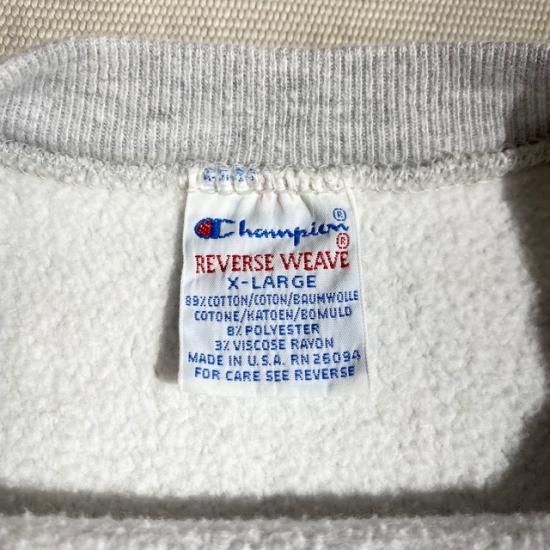 Champion®
REVERSE WEAVE®
X-LARGE
89%COTTON/COTON/BAUMWOLLE
COTONE/KATOEN/BOMULD
8% POLYESTER
3% VISCOSE RAYON
MADE IN U.S.A. RN 26094
FOR CARE SEE REVERSE